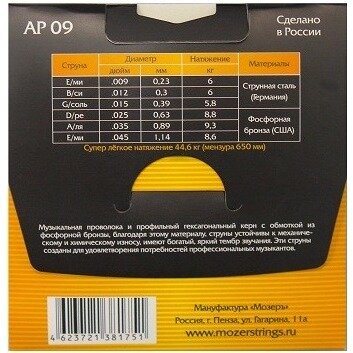 AP 09
Сделано
в России
Струна Диаметр Натяжение Материалы
дюйм мм кг
E/ми .009 0,23 6 Струнная сталь
B/си .012 0,3 6 (Германия)
G/соль .015 0,39 5,8
D/ре .025 0,63 8,8 Фосфорная
A/ля .035 0,89 9,3 бронза (США)
E/ми .045 1.14 8,6
Супер лёгкое натяжение 44,6 кг (мензура 650 мм)
Музыкальная проволока и профильный гексагональный керн с обмоткой из
фосфорной бронзы, благодаря этому материалу, струны устойчивы к механичес-
кому и химическому износу, имеют богатый, яркий тембр звучания. Эти струны
созданы для удовлетворения потребностей профессиональных музыкантов.
4 623721 381751
Мануфактура «Мозеръ»
Россия, г. Пенза, ул. Гагарина, 11а
www.mozerstrings.ru